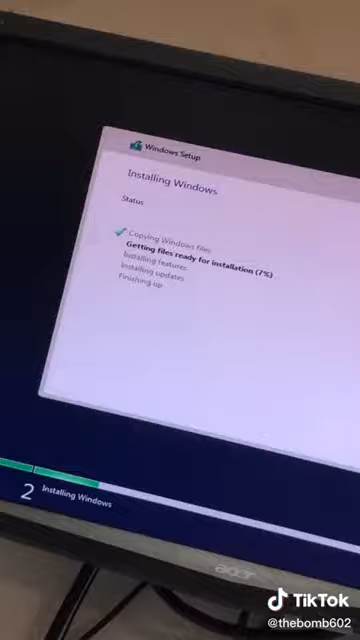 Windows Setup
Installing Windows
Status
Copying Windows files
Getting files ready for installation (7%)
Installing features
Installing updates
Finishing up
2 Installing Windows
acer
TikTok
@thebomb602